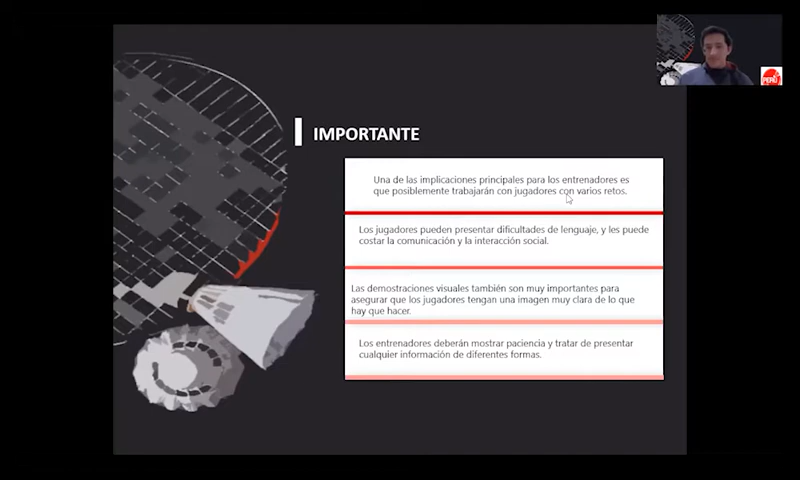 IMPORTANTE
Una de las implicaciones principales para los entrenadores es
que posiblemente trabajarán con jugadores con varios retos.
Los jugadores pueden presentar dificultades de lenguaje, y les puede
costar la comunicación y la interacción social.
Las demostraciones visuales también son muy importantes para
asegurar que los jugadores tengan una imagen muy clara de lo que
hay que hacer.
Los entrenadores deberán mostrar paciencia y tratar de presentar
cualquier información de diferentes formas.
PERÚ